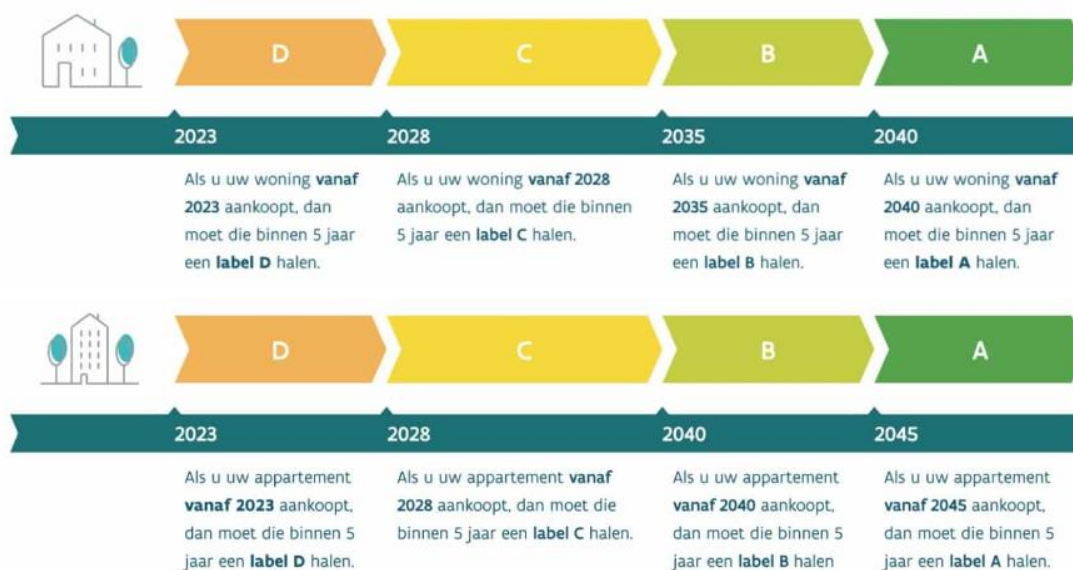 D
C
B
A
2023
2028
2035
2040
Als u uw woning vanaf
2023 aankoopt, dan
moet die binnen 5 jaar
een label D halen.
Als u uw woning vanaf 2028
aankoopt, dan moet die binnen
5 jaar een label C halen.
Als u uw woning vanaf
2035 aankoopt, dan
moet die binnen 5 jaar
een label B halen.
Als u uw woning vanaf
2040 aankoopt, dan
moet die binnen 5 jaar
een label A halen.
D
C
B
A
2023
2028
2040
2045
Als u uw appartement
vanaf 2023 aankoopt,
dan moet die binnen 5
jaar een label D halen.
Als u uw appartement vanaf
2028 aankoopt, dan moet die
binnen 5 jaar een label C halen.
Als u uw appartement
vanaf 2040 aankoopt,
dan moet die binnen 5
jaar een label B halen
Als u uw appartement
vanaf 2045 aankoopt,
dan moet die binnen 5
jaar een label A halen.